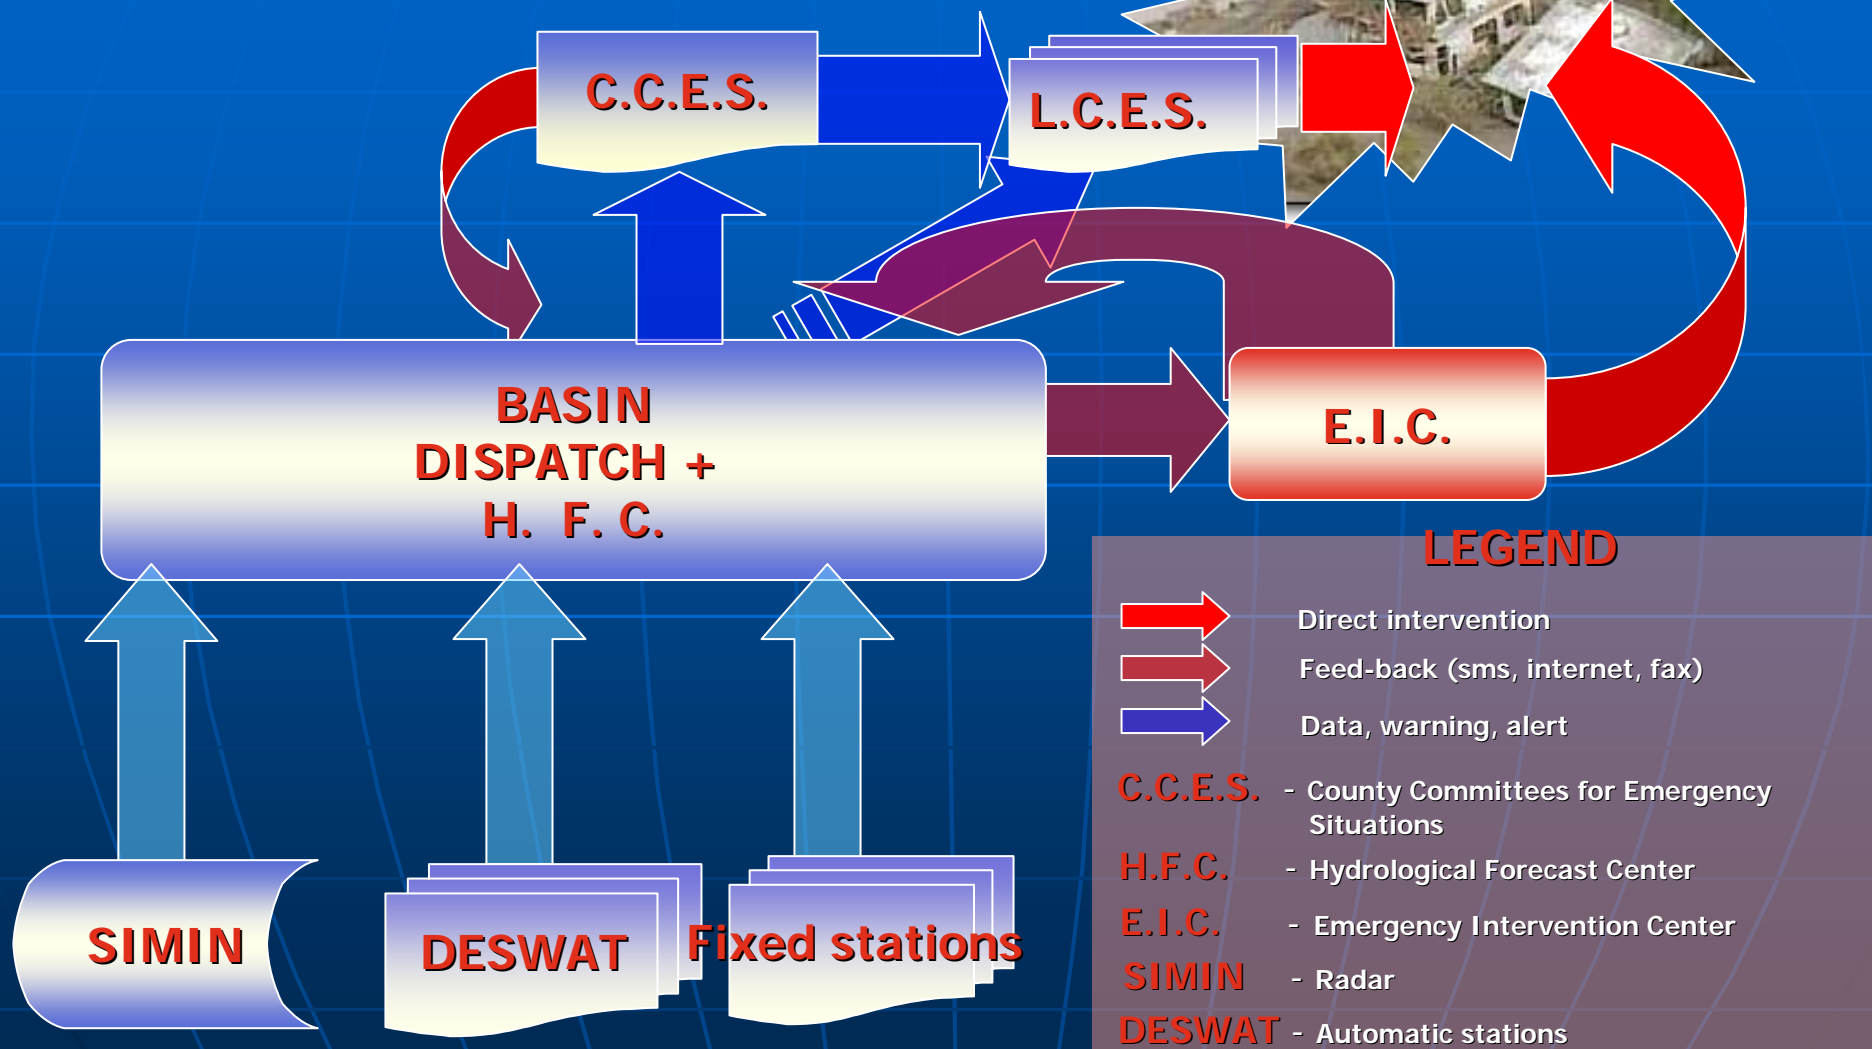 C.C.E.S.
L.C.E.S.
BASIN
DISPATCH +
H. F. C.
E.I.C.
SIMIN
DESWAT
Fixed stations
LEGEND
Direct intervention
Feed-back (sms, internet, fax)
Data, warning, alert
C.C.E.S. - County Committees for Emergency
Situations
H.F.C. - Hydrological Forecast Center
E.I.C. - Emergency Intervention Center
SIMIN - Radar
DESWAT - Automatic stations